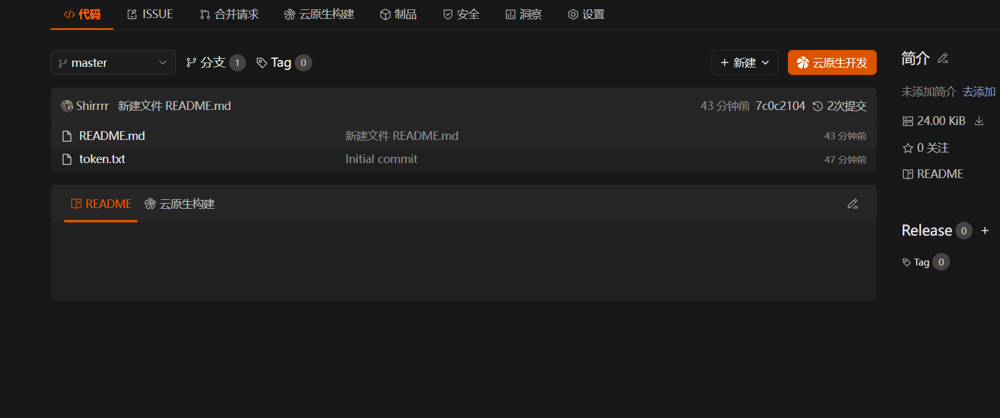 代码 ISSUE 合并请求 云原生构建 制品 安全 洞察 设置
master 分支 1 Tag 0 + 新建 云原生开发
Shirrrr 新建文件 README.md 43 分钟前 7c0c2104 2次提交
README.md 新建文件 README.md 43 分钟前
token.txt Initial commit 47 分钟前
README 云原生构建
简介
未添加简介 去添加
24.00 KiB
0 关注
README
Release 0 +
Tag 0